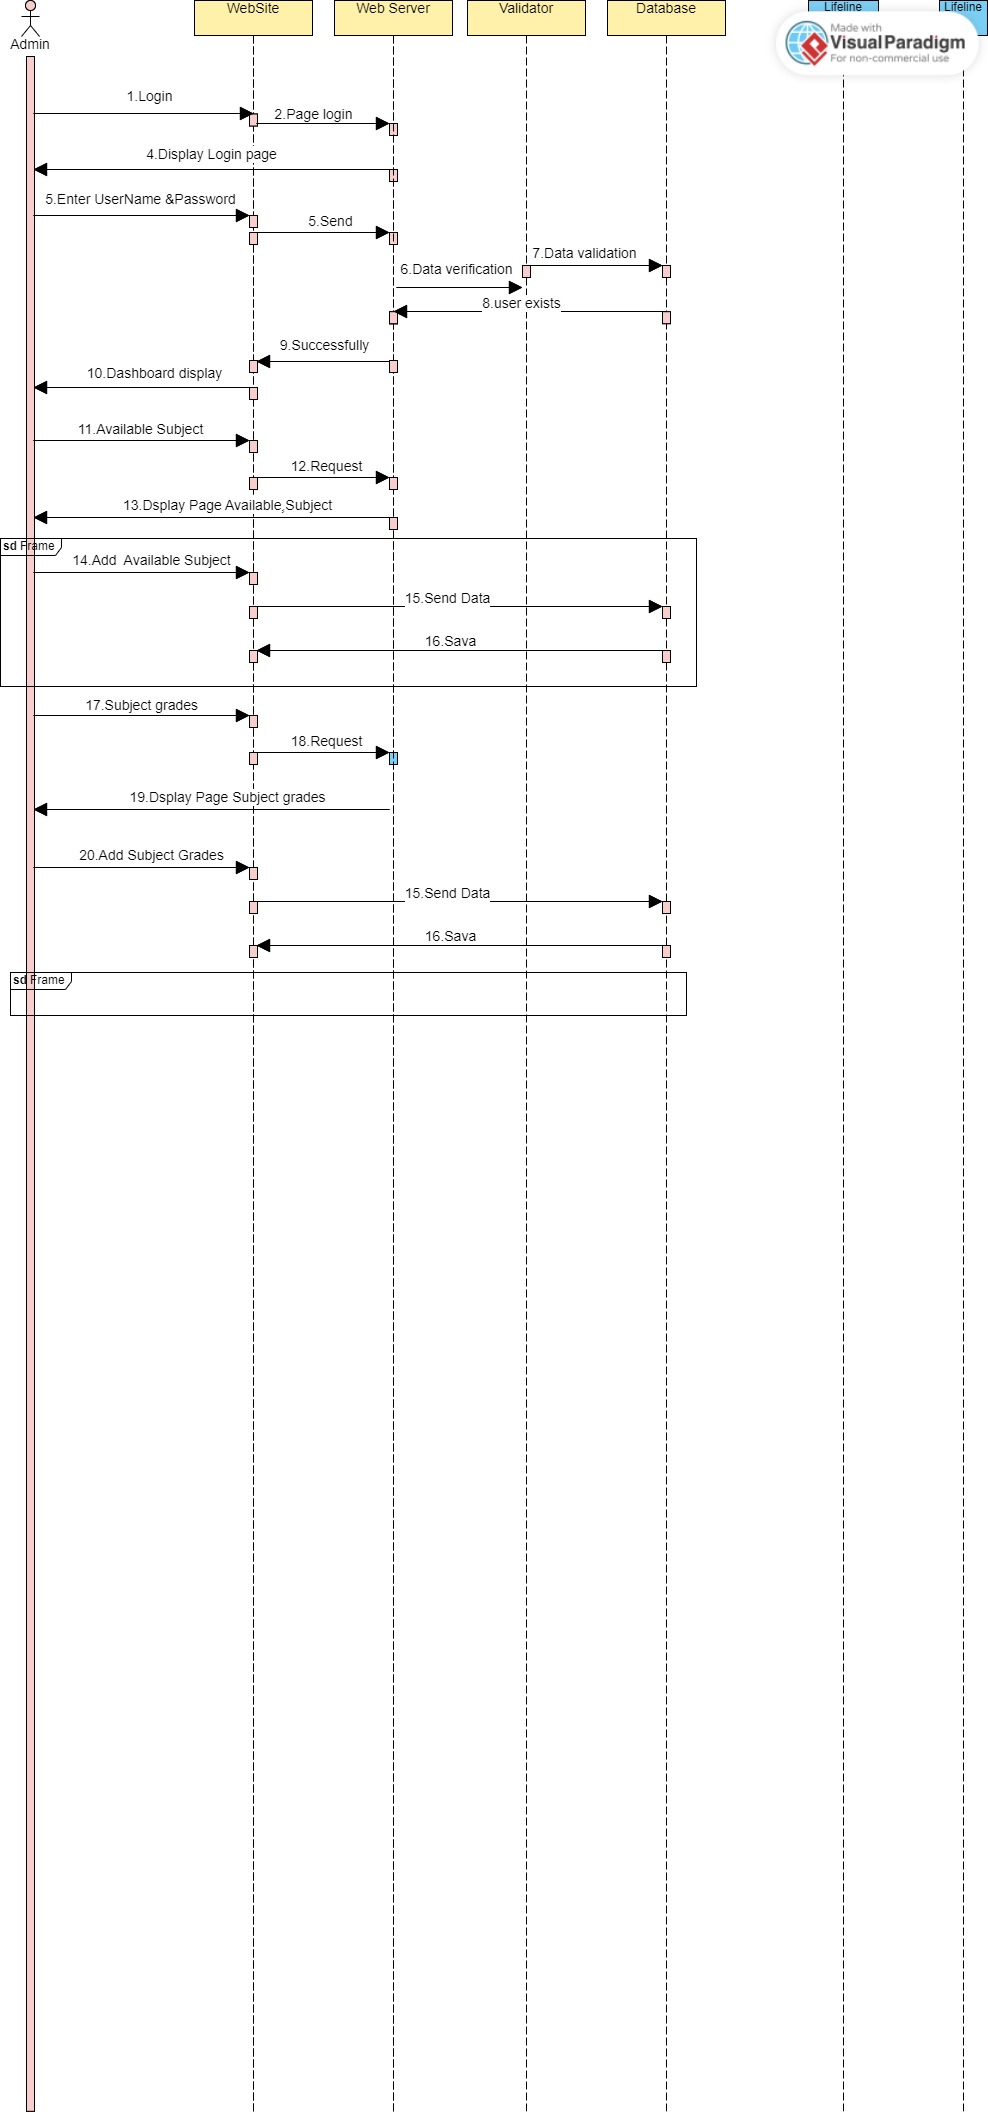 WebSite
Web Server
Validator
Database
Lifeline
Lifeline
Made with
VisualParadigm
For non-commercial use
Admin
1.Login
2.Page login
4.Display Login page
5.Enter UserName &Password
5.Send
7.Data validation
6.Data verification
8.user exists
9.Successfully
10.Dashboard display
11.Available Subject
12.Request
13.Dsplay Page Available,Subject
sd Frame
14.Add  Available Subject
15.Send Data
16.Sava
17.Subject grades
18.Request
19.Dsplay Page Subject grades
20.Add Subject Grades
15.Send Data
16.Sava
sd Frame